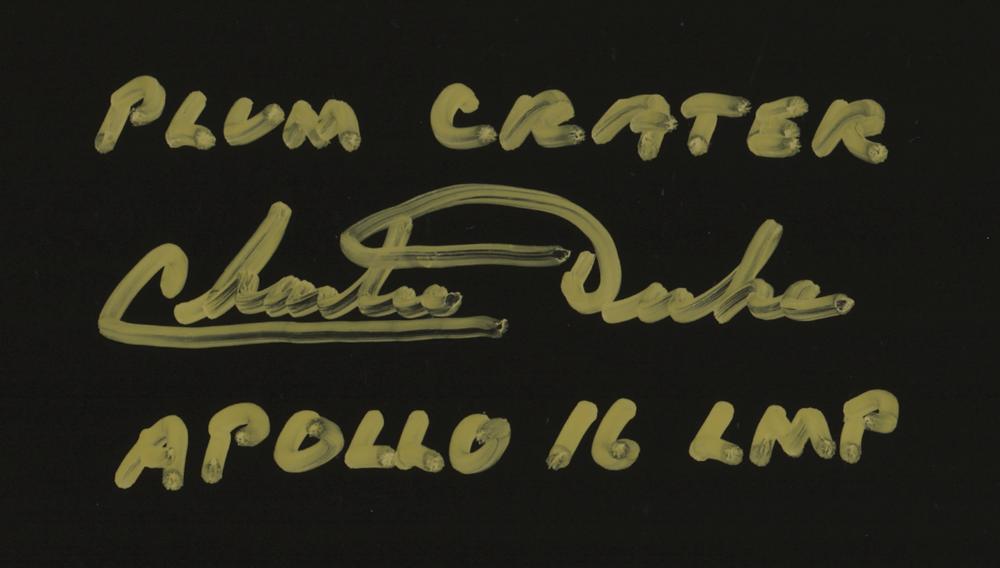 PLUM CRATER
Charlie Duke
APOLLO 16 LMP